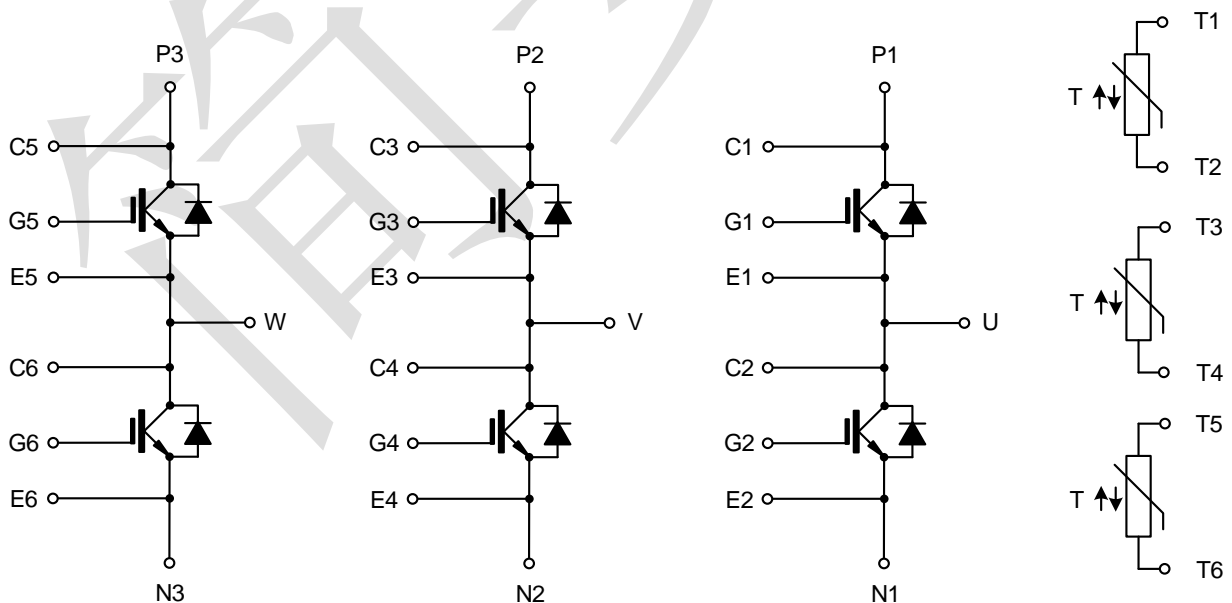 P3 P2 P1 T1
T
C5 C3 C1
T2
G5 G3 G1
T3
E5 E3 E1
T
W V U
C6 C4 C2 T4
T5
G6 G4 G2
E6 E4 E2 T
T6
N3 N2 N1